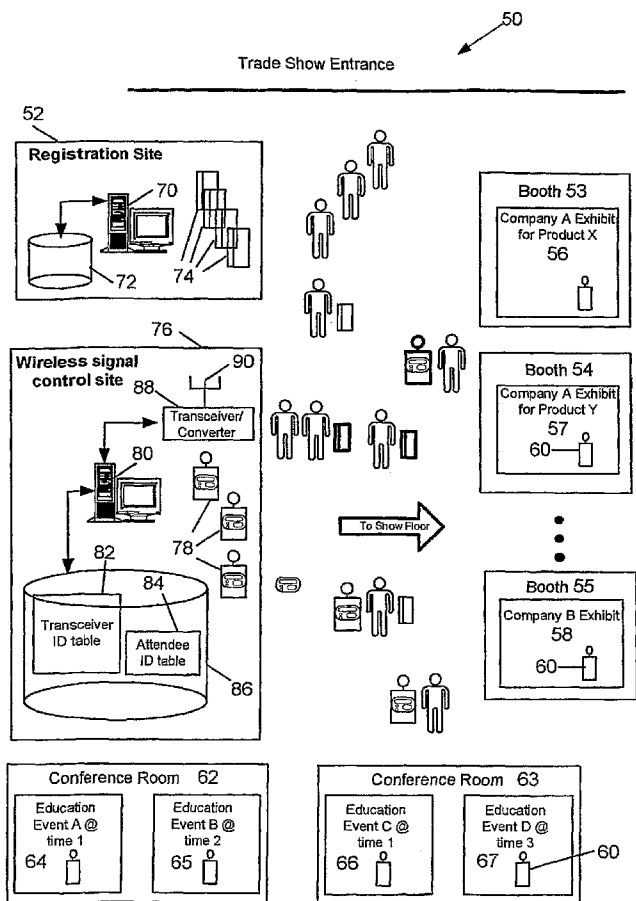 50
Trade Show Entrance
52
Registration Site
70
72
74
Booth 53
Company A Exhibit
for Product X
56
76
Wireless signal
control site
90
88
Transceiver/
Converter
80
78
82
84
Transceiver
ID table
Attendee
ID table
86
Booth 54
Company A Exhibit
for Product Y
57
60
To Show Floor
Booth 55
Company B Exhibit
58
60
Conference Room 62
Education
Event A @
time 1
64
Education
Event B @
time 2
65
Conference Room 63
Education
Event C @
time 1
66
Education
Event D @
time 3
67
60